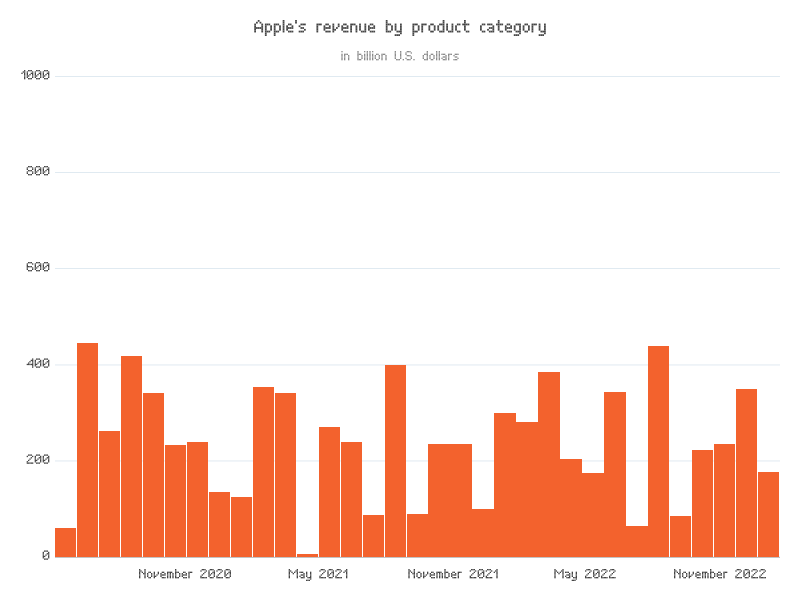 Apple's revenue by product category
in billion U.S. dollars
1000
800
600
400
200
0
November 2020 May 2021 November 2021 May 2022 November 2022